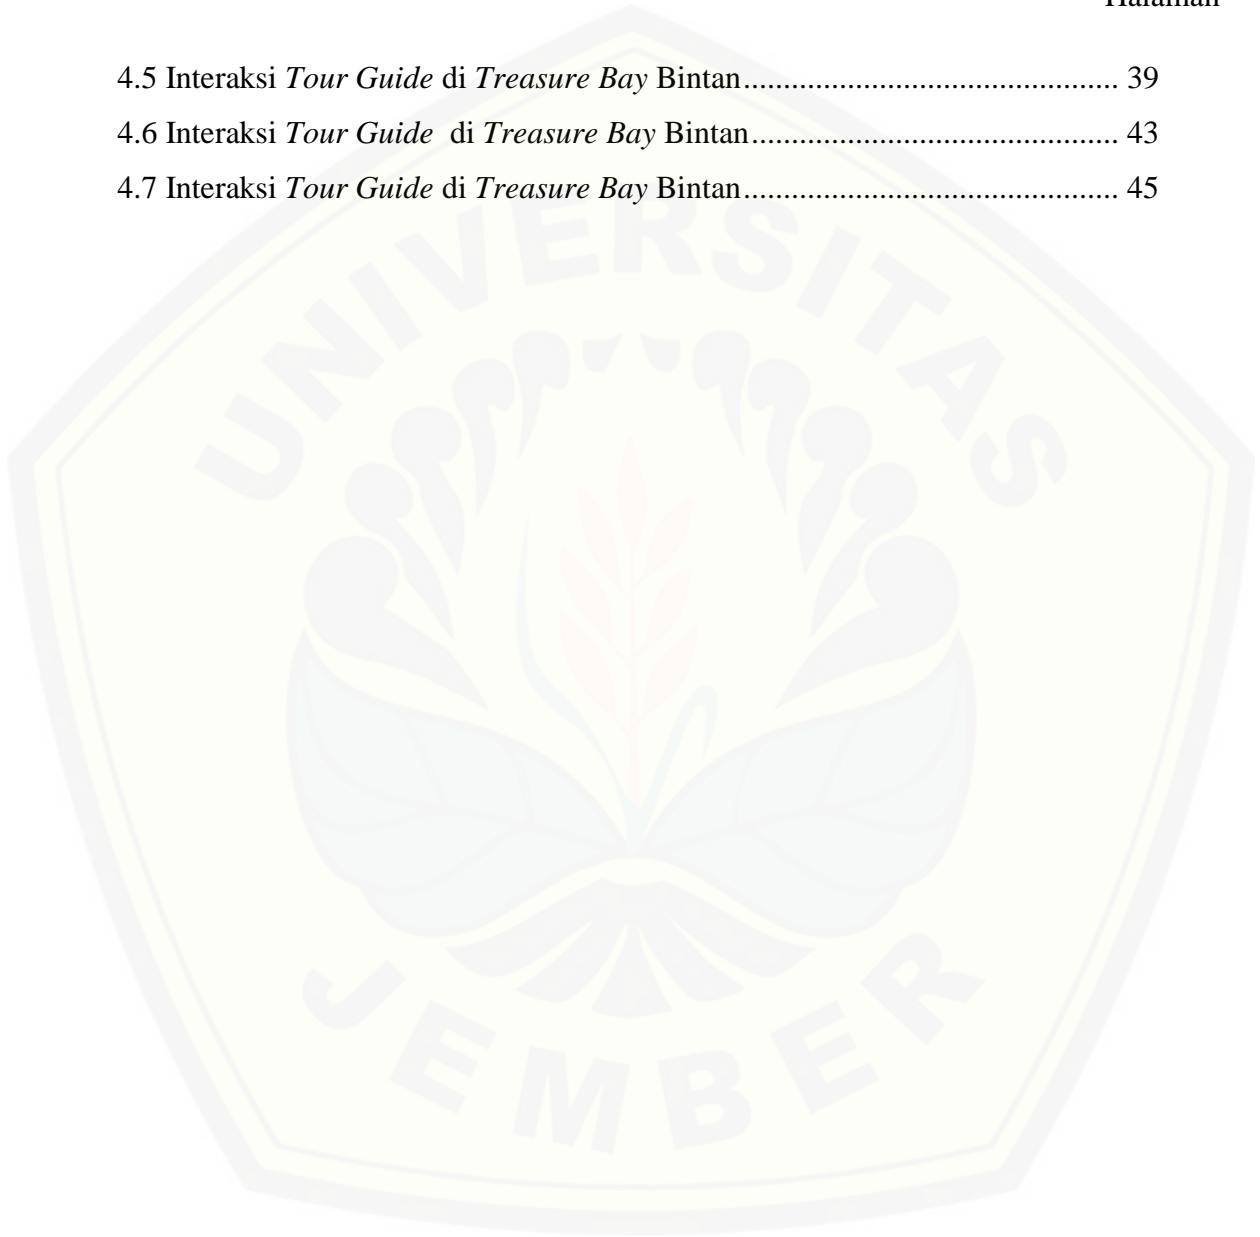 Halaman
4.5 Interaksi Tour Guide di Treasure Bay Bintan............................................... 39
4.6 Interaksi Tour Guide  di Treasure Bay Bintan.............................................. 43
4.7 Interaksi Tour Guide di Treasure Bay Bintan............................................... 45
UNIVERSITAS
JEMBER